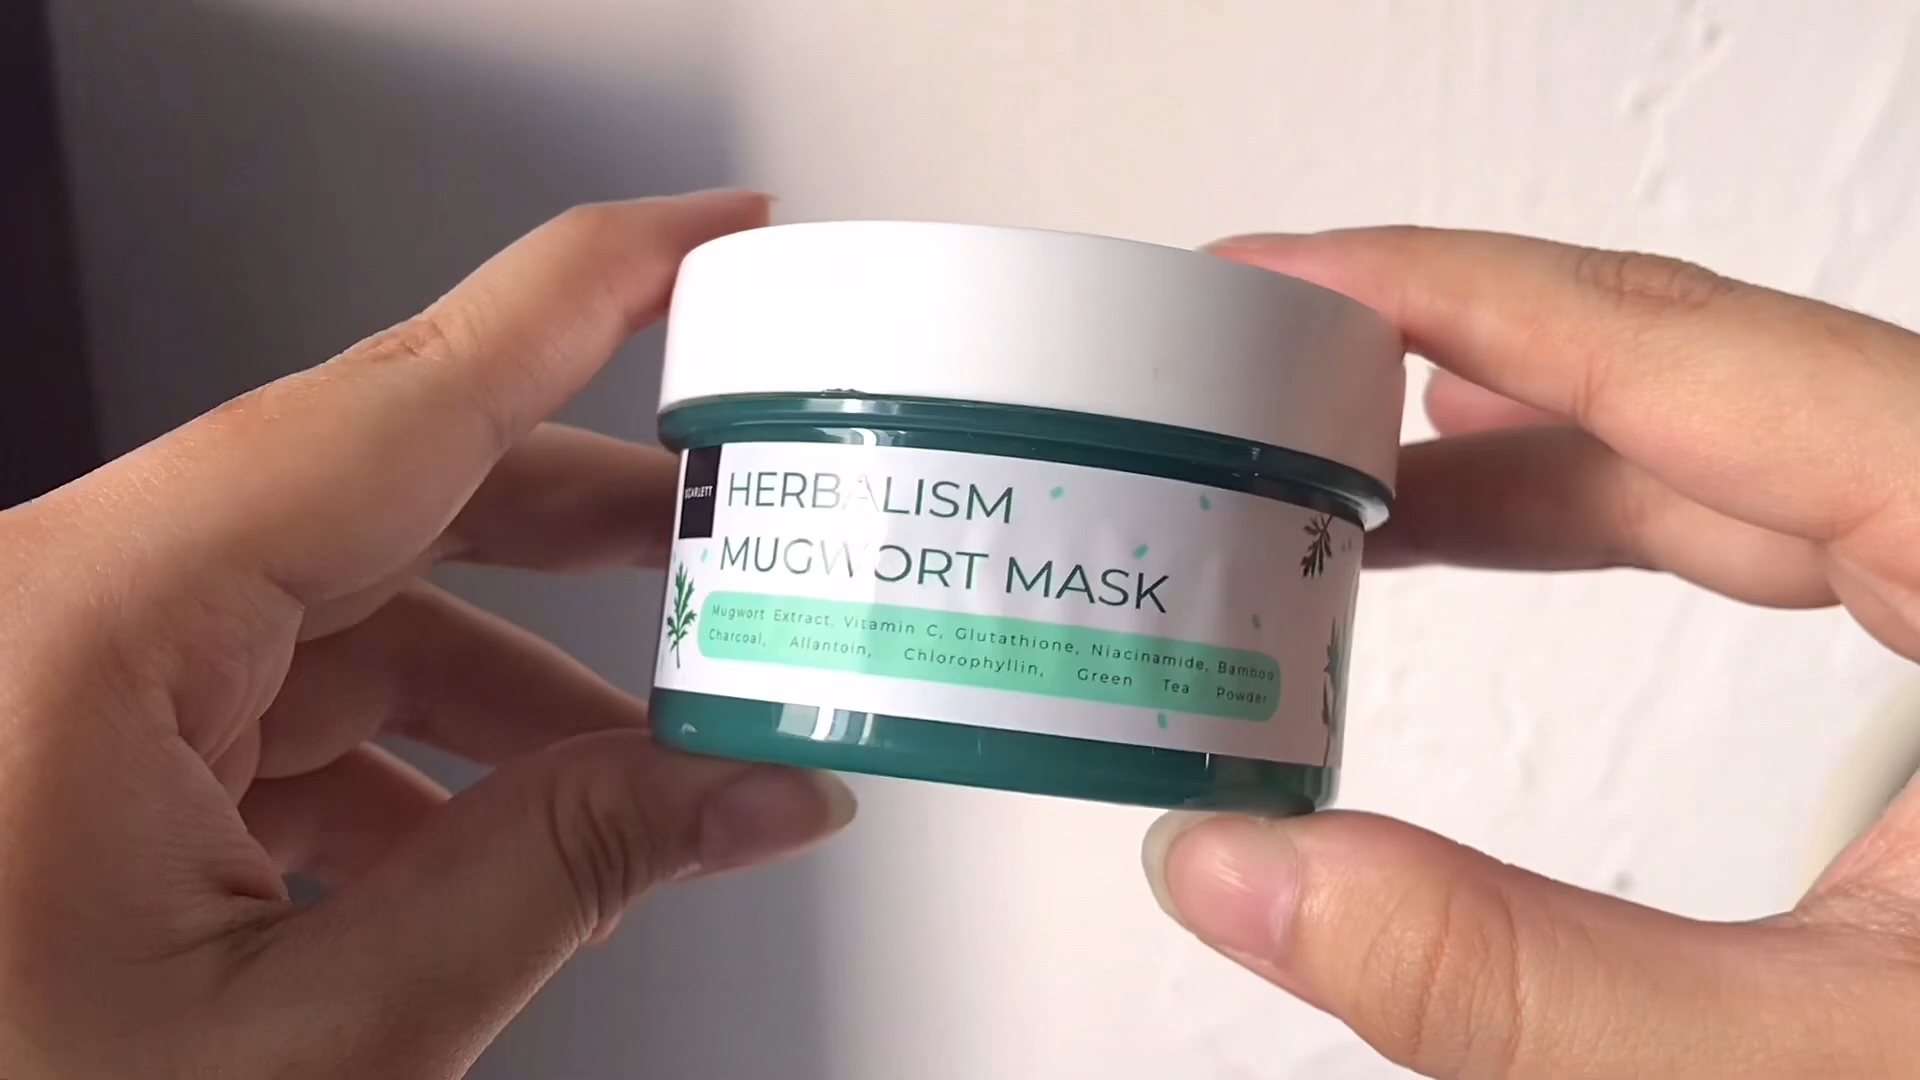 SCARLETT
HERBALISM
MUGWORT MASK
Mugwort Extract, Vitamin C, Glutathione, Niacinamide, Bamboo
Charcoal, Allantoin, Chlorophyllin, Green Tea Powder